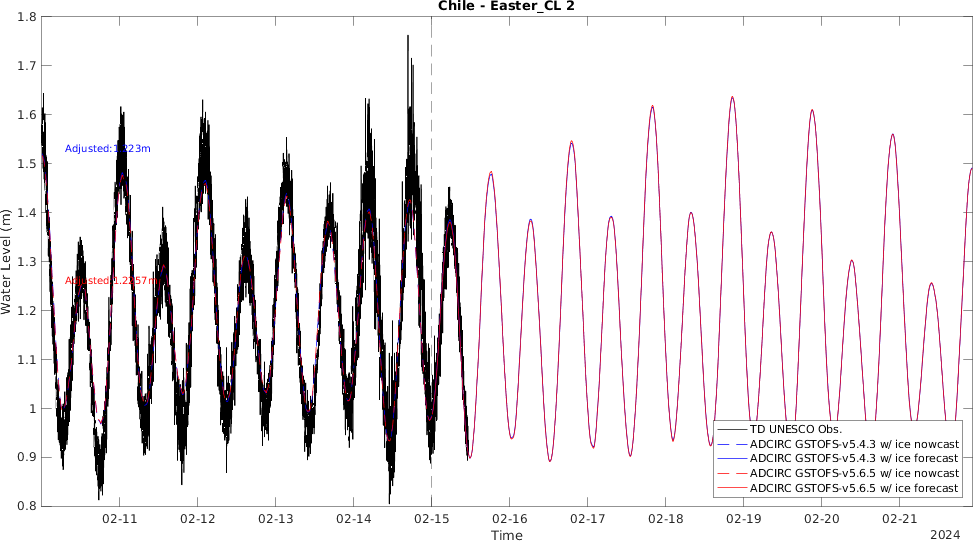 Chile - Easter_CL 2
Water Level (m)
1.8
1.7
1.6
1.5
1.4
1.3
1.2
1.1
1
0.9
0.8
Adjusted:1.223m
Adjusted:1.2257m
TD UNESCO Obs.
ADCIRC GSTOFS-v5.4.3 w/ ice nowcast
ADCIRC GSTOFS-v5.4.3 w/ ice forecast
ADCIRC GSTOFS-v5.6.5 w/ ice nowcast
ADCIRC GSTOFS-v5.6.5 w/ ice forecast
02-11 02-12 02-13 02-14 02-15 02-16 02-17 02-18 02-19 02-20 02-21
Time
2024